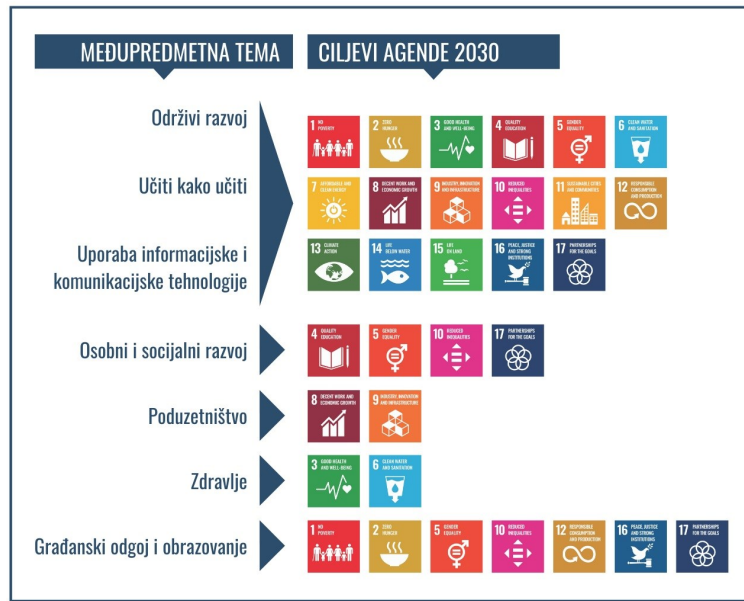 MEĐUPREDMETNA TEMA
CILJEVI AGENDE 2030
Održivi razvoj
Učiti kako učiti
Uporaba informacijske i
komunikacijske tehnologije
1 NO
POVERTY
2 ZERO
HUNGER
3 GOOD HEALTH
AND WELL-BEING
4 QUALITY
EDUCATION
5 GENDER
EQUALITY
6 CLEAN WATER
AND SANITATION
7 AFFORDABLE AND
CLEAN ENERGY
8 DECENT WORK AND
ECONOMIC GROWTH
9 INDUSTRY, INNOVATION
AND INFRASTRUCTURE
10 REDUCED
INEQUALITIES
11 SUSTAINABLE CITIES
AND COMMUNITIES
12 RESPONSIBLE
CONSUMPTION
AND PRODUCTION
13 CLIMATE
ACTION
14 LIFE
BELOW WATER
15 LIFE
ON LAND
16 PEACE, JUSTICE
AND STRONG
INSTITUTIONS
17 PARTNERSHIPS
FOR THE GOALS
Osobni i socijalni razvoj
4 QUALITY
EDUCATION
5 GENDER
EQUALITY
10 REDUCED
INEQUALITIES
17 PARTNERSHIPS
FOR THE GOALS
Poduzetništvo
8 DECENT WORK AND
ECONOMIC GROWTH
9 INDUSTRY, INNOVATION
AND INFRASTRUCTURE
Zdravlje
3 GOOD HEALTH
AND WELL-BEING
6 CLEAN WATER
AND SANITATION
Građanski odgoj i obrazovanje
1 NO
POVERTY
2 ZERO
HUNGER
5 GENDER
EQUALITY
10 REDUCED
INEQUALITIES
12 RESPONSIBLE
CONSUMPTION
AND PRODUCTION
16 PEACE, JUSTICE
AND STRONG
INSTITUTIONS
17 PARTNERSHIPS
FOR THE GOALS